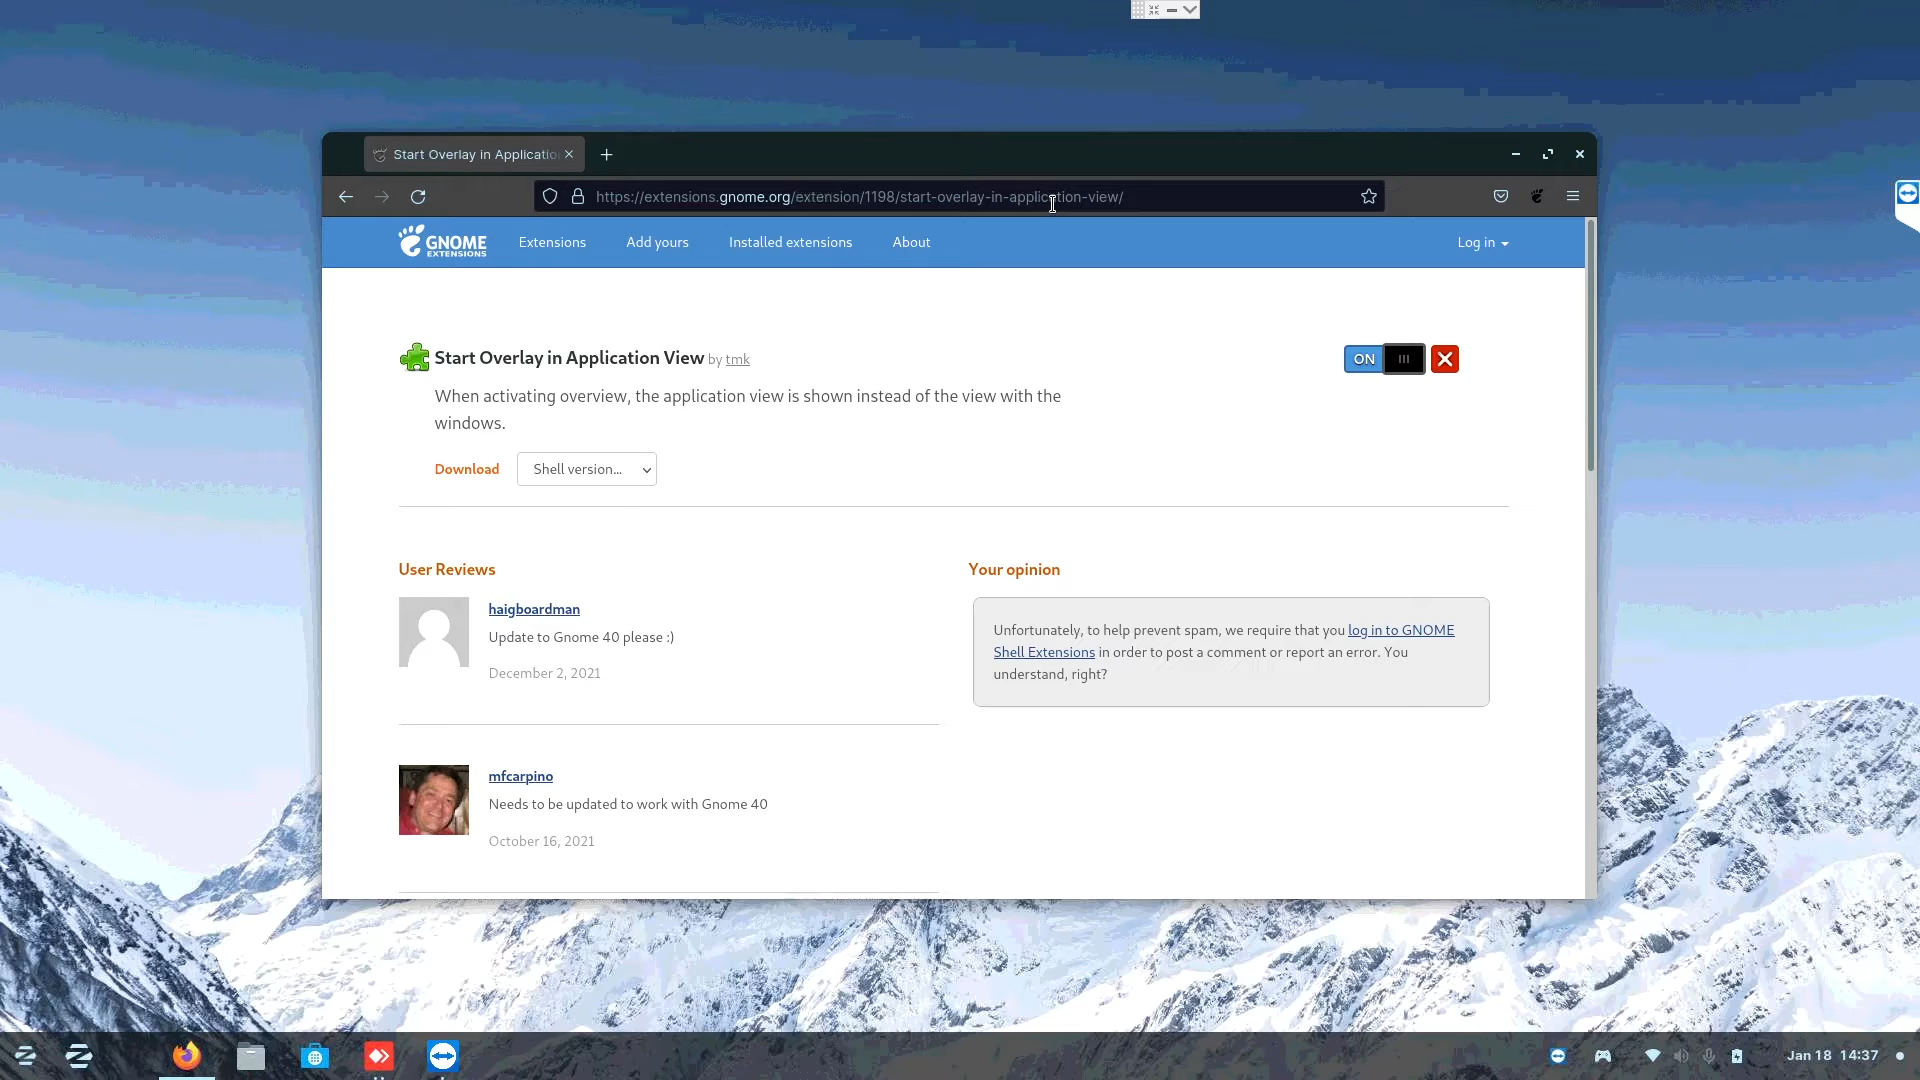 Start Overlay in Applicatio
https://extensions.gnome.org/extension/1198/start-overlay-in-application-view/
GNOME
EXTENSIONS
Extensions
Add yours
Installed extensions
About
Log in
Start Overlay in Application View by tmk
ON
When activating overview, the application view is shown instead of the view with the
windows.
Download
Shell version...
User Reviews
haigboardman
Update to Gnome 40 please :)
December 2, 2021
mfcarpino
Needs to be updated to work with Gnome 40
October 16, 2021
Your opinion
Unfortunately, to help prevent spam, we require that you log in to GNOME
Shell Extensions in order to post a comment or report an error. You
understand, right?
Jan 18 14:37